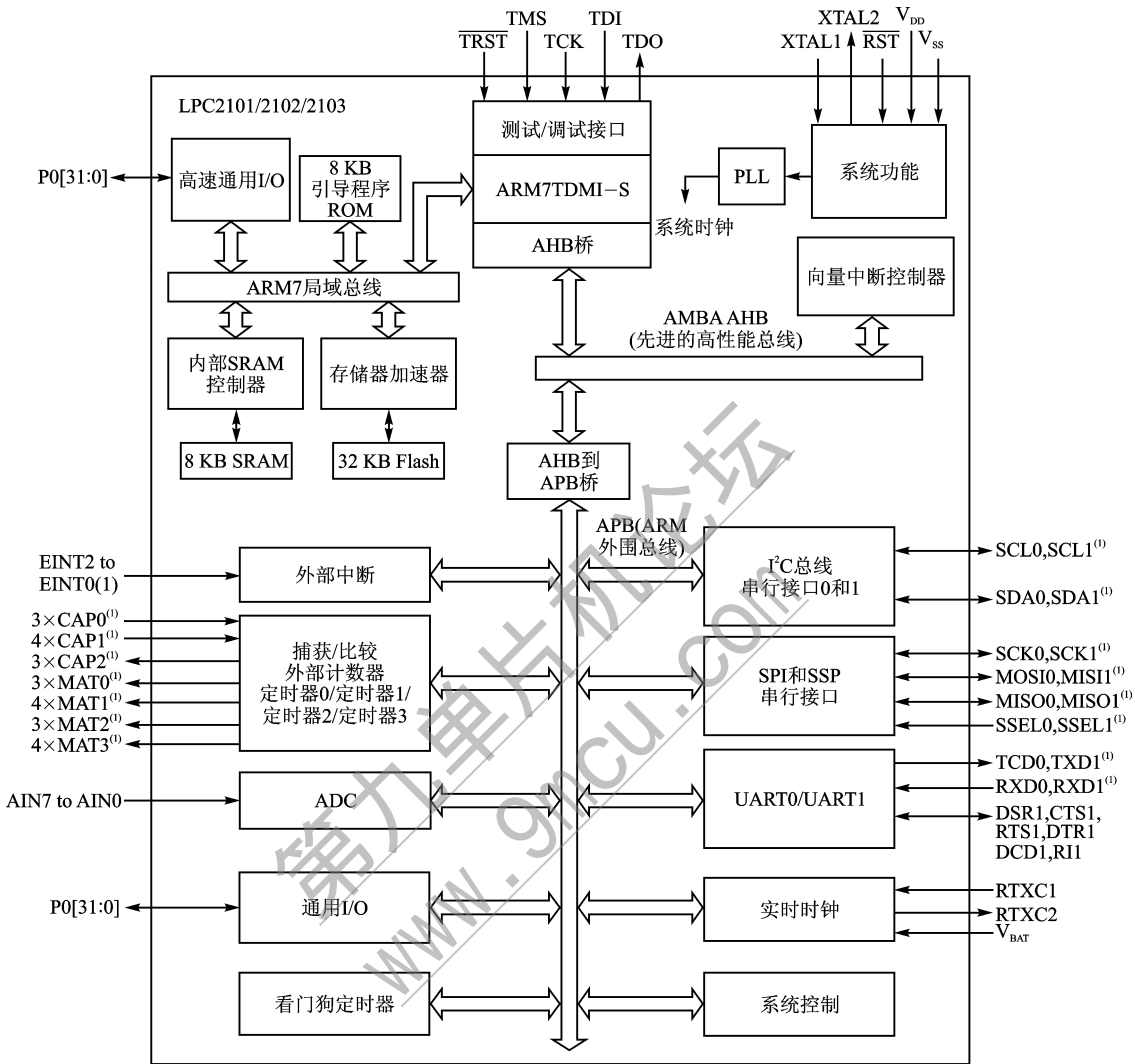 TMS
TDI
TRST
TCK
TDO
XTAL2
V_DD
XTAL1
RST
V_SS
LPC2101/2102/2103
测试/调试接口
P0[31:0]
高速通用I/O
8 KB
引导程序
ROM
ARM7TDMI-S
PLL
系统功能
系统时钟
AHB桥
ARM7局域总线
向量中断控制器
AMBA AHB
(先进的高性能总线)
内部SRAM
控制器
存储器加速器
8 KB SRAM
32 KB Flash
AHB到
APB桥
APB(ARM
外围总线)
EINT2 to
EINT0(1)
外部中断
I²C总线
串行接口0和1
SCL0,SCL1⁽¹⁾
SDA0,SDA1⁽¹⁾
3×CAP0⁽¹⁾
4×CAP1⁽¹⁾
3×CAP2⁽¹⁾
3×MAT0⁽¹⁾
4×MAT1⁽¹⁾
3×MAT2⁽¹⁾
4×MAT3⁽¹⁾
捕获/比较
外部计数器
定时器0/定时器1/
定时器2/定时器3
SPI和SSP
串行接口
SCK0,SCK1⁽¹⁾
MOSI0,MISI1⁽¹⁾
MISO0,MISO1⁽¹⁾
SSEL0,SSEL1⁽¹⁾
AIN7 to AIN0
ADC
UART0/UART1
TCD0,TXD1⁽¹⁾
RXD0,RXD1⁽¹⁾
DSR1,CTS1,
RTS1,DTR1
DCD1,RI1
P0[31:0]
通用I/O
实时时钟
RTXC1
RTXC2
V_BAT
看门狗定时器
系统控制
第九单片机论坛
www.9mcu.com